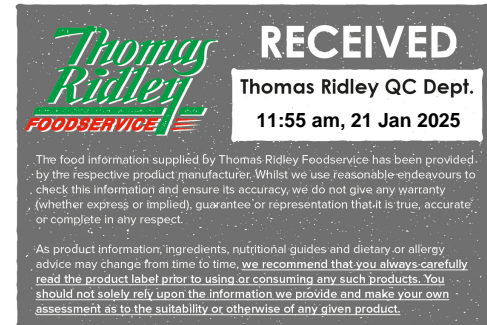 Thomas
Ridley
FOODSERVICE
RECEIVED
Thomas Ridley QC Dept.
11:55 am, 21 Jan 2025
The food information supplied by Thomas Ridley Foodservice has been provided
by the respective product manufacturer. Whilst we use reasonable endeavours to
check this information and ensure its accuracy, we do not give any warranty
(whether express or implied), guarantee or representation that it is true, accurate
or complete in any respect.
As product information, ingredients, nutritional guides and dietary or allergy
advice may change from time to time, we recommend that you always carefully
read the product label prior to using or consuming any such products. You
should not solely rely upon the information we provide and make your own
assessment as to the suitability or otherwise of any given product.